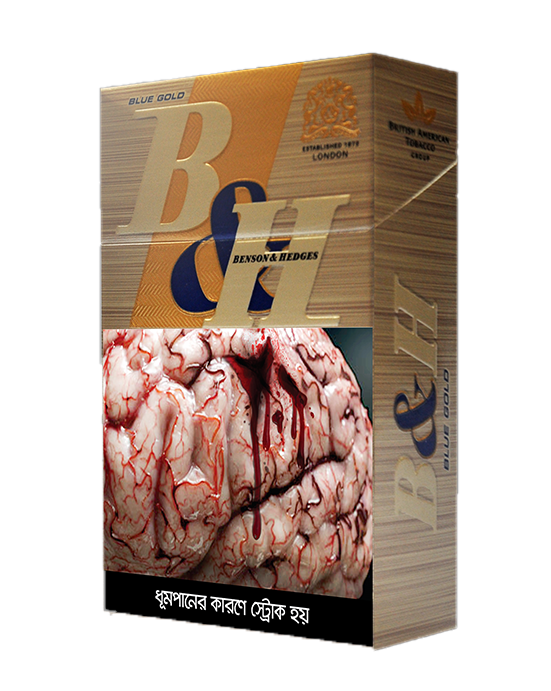 BLUE GOLD
B
&
H
BENSON & HEDGES
ESTABLISHED 1873
LONDON
BRITISH AMERICAN
TOBACCO
GROUP
B&H
BLUE GOLD
ধূমপানের কারণে স্ট্রোক হয়